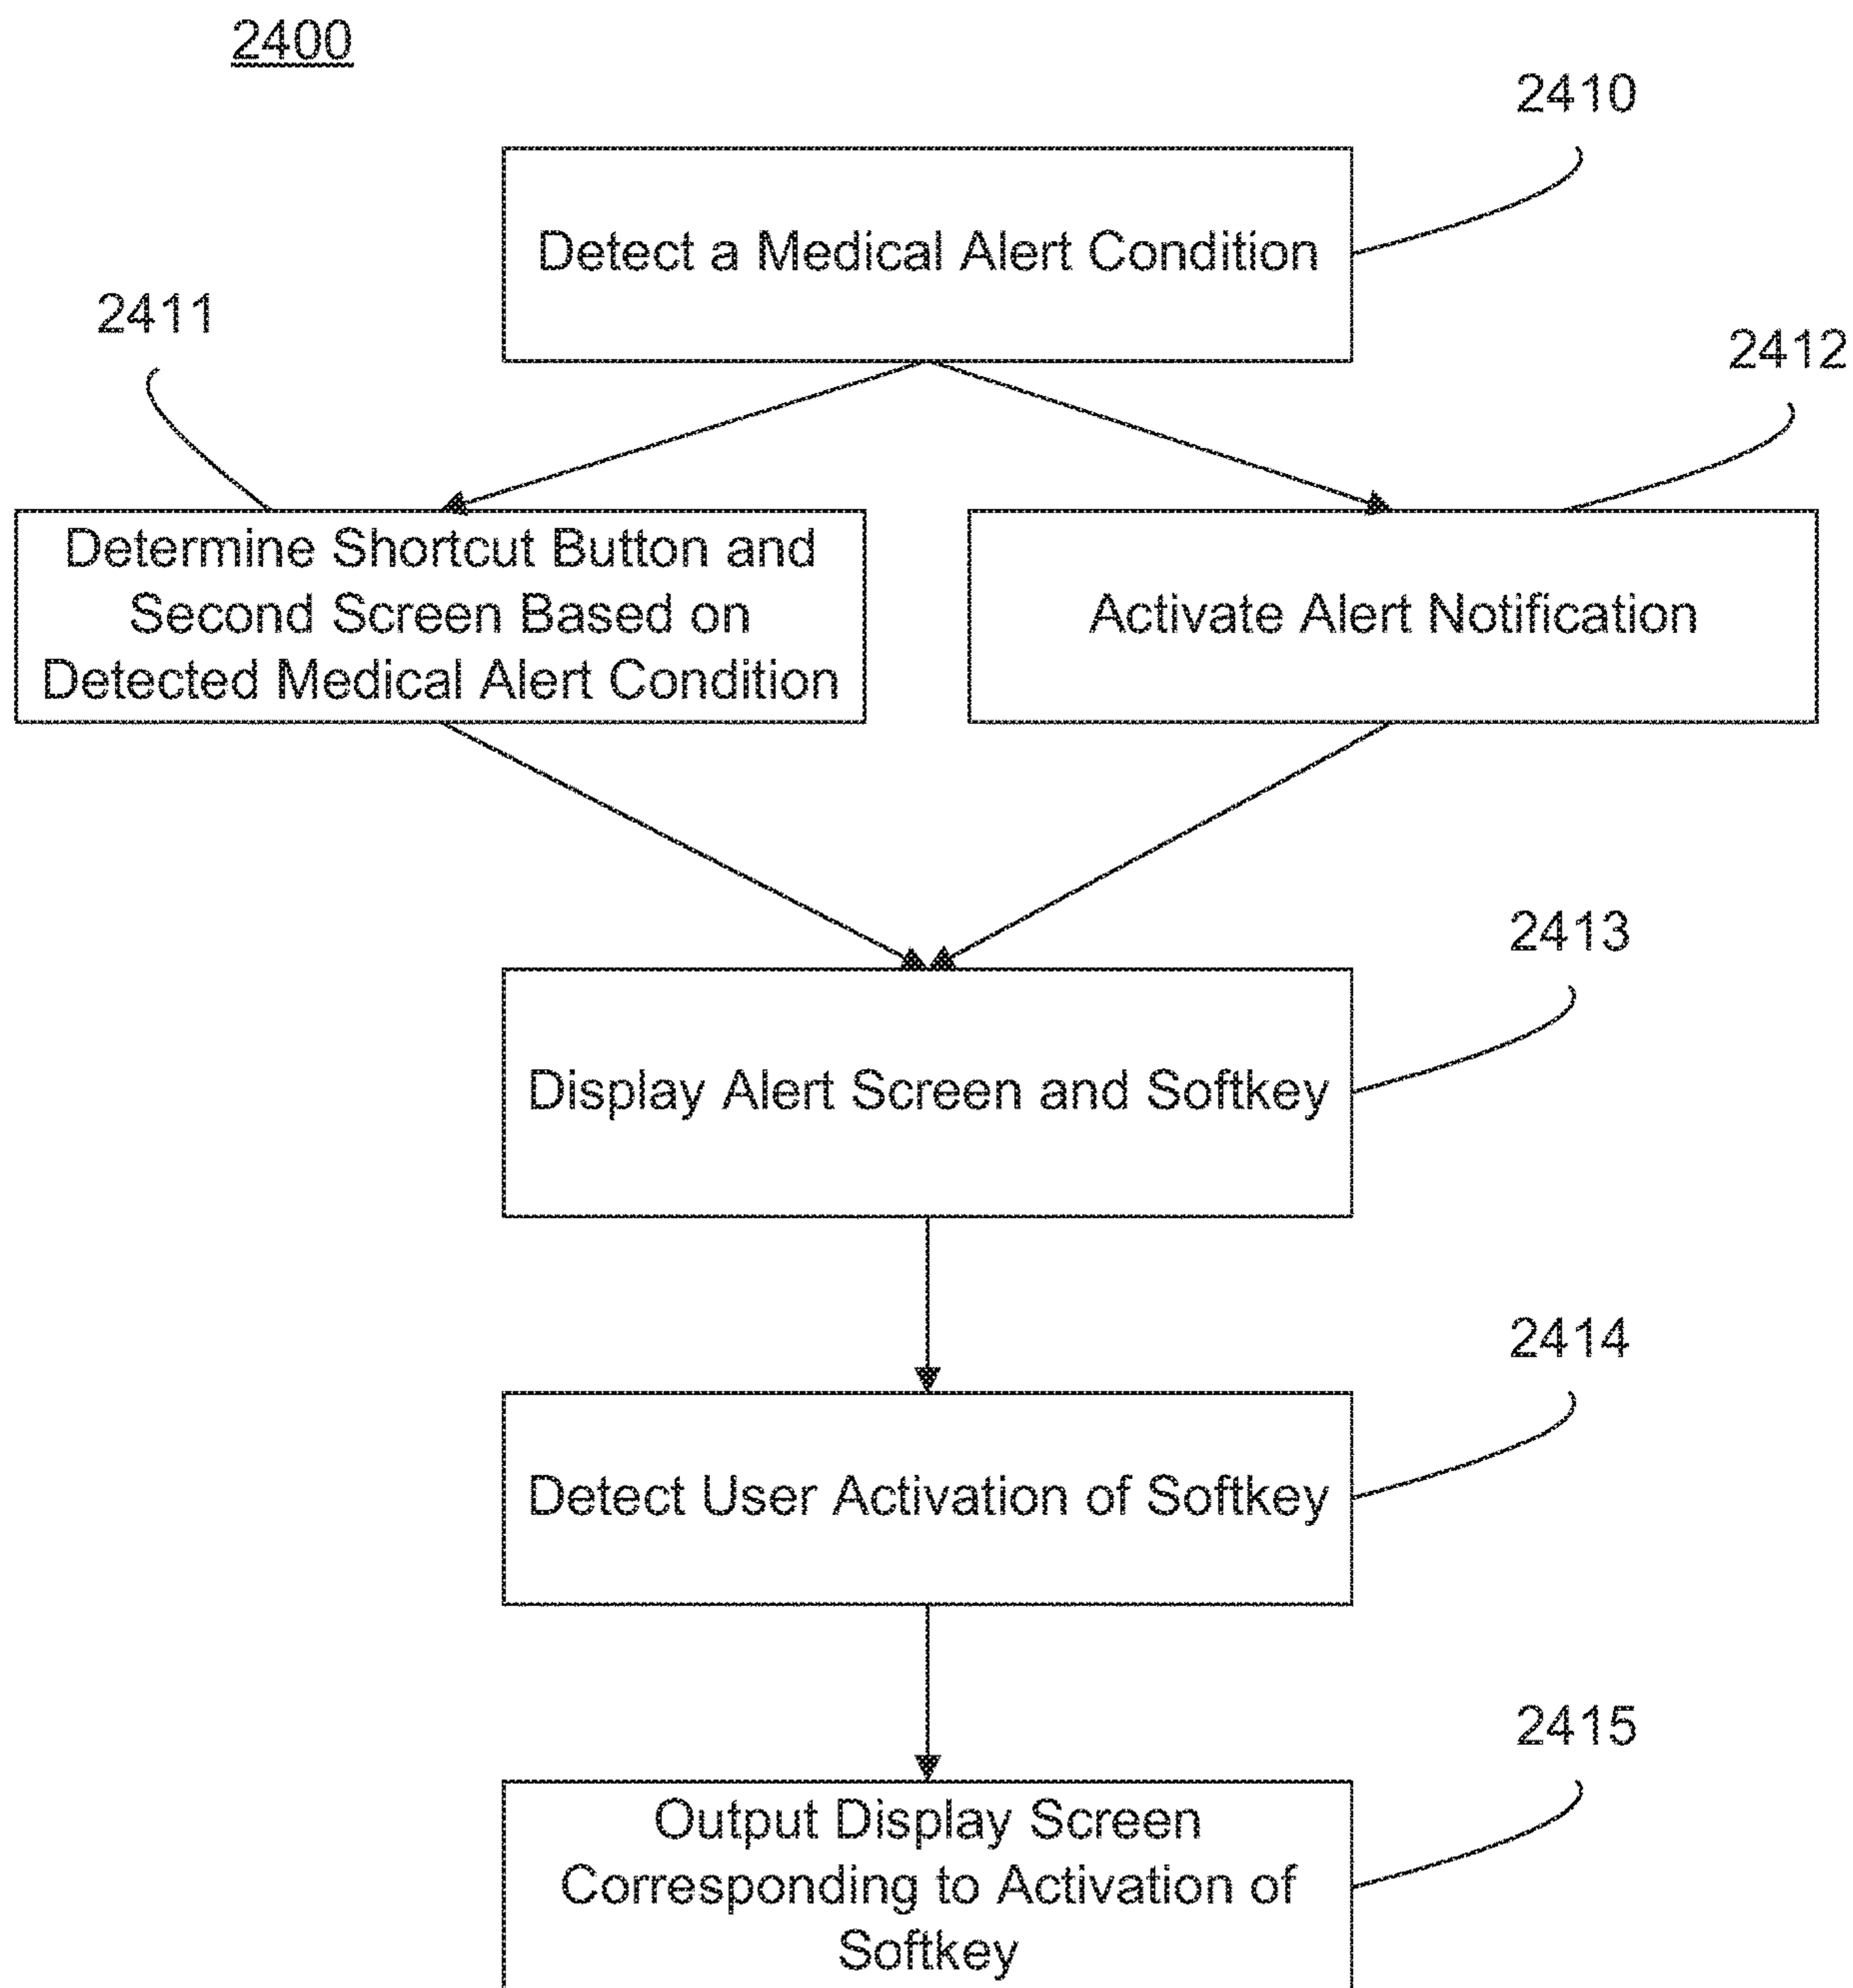 2400
2410
Detect a Medical Alert Condition
2411
2412
Determine Shortcut Button and
Second Screen Based on
Detected Medical Alert Condition
Activate Alert Notification
2413
Display Alert Screen and Softkey
2414
Detect User Activation of Softkey
2415
Output Display Screen
Corresponding to Activation of
Softkey